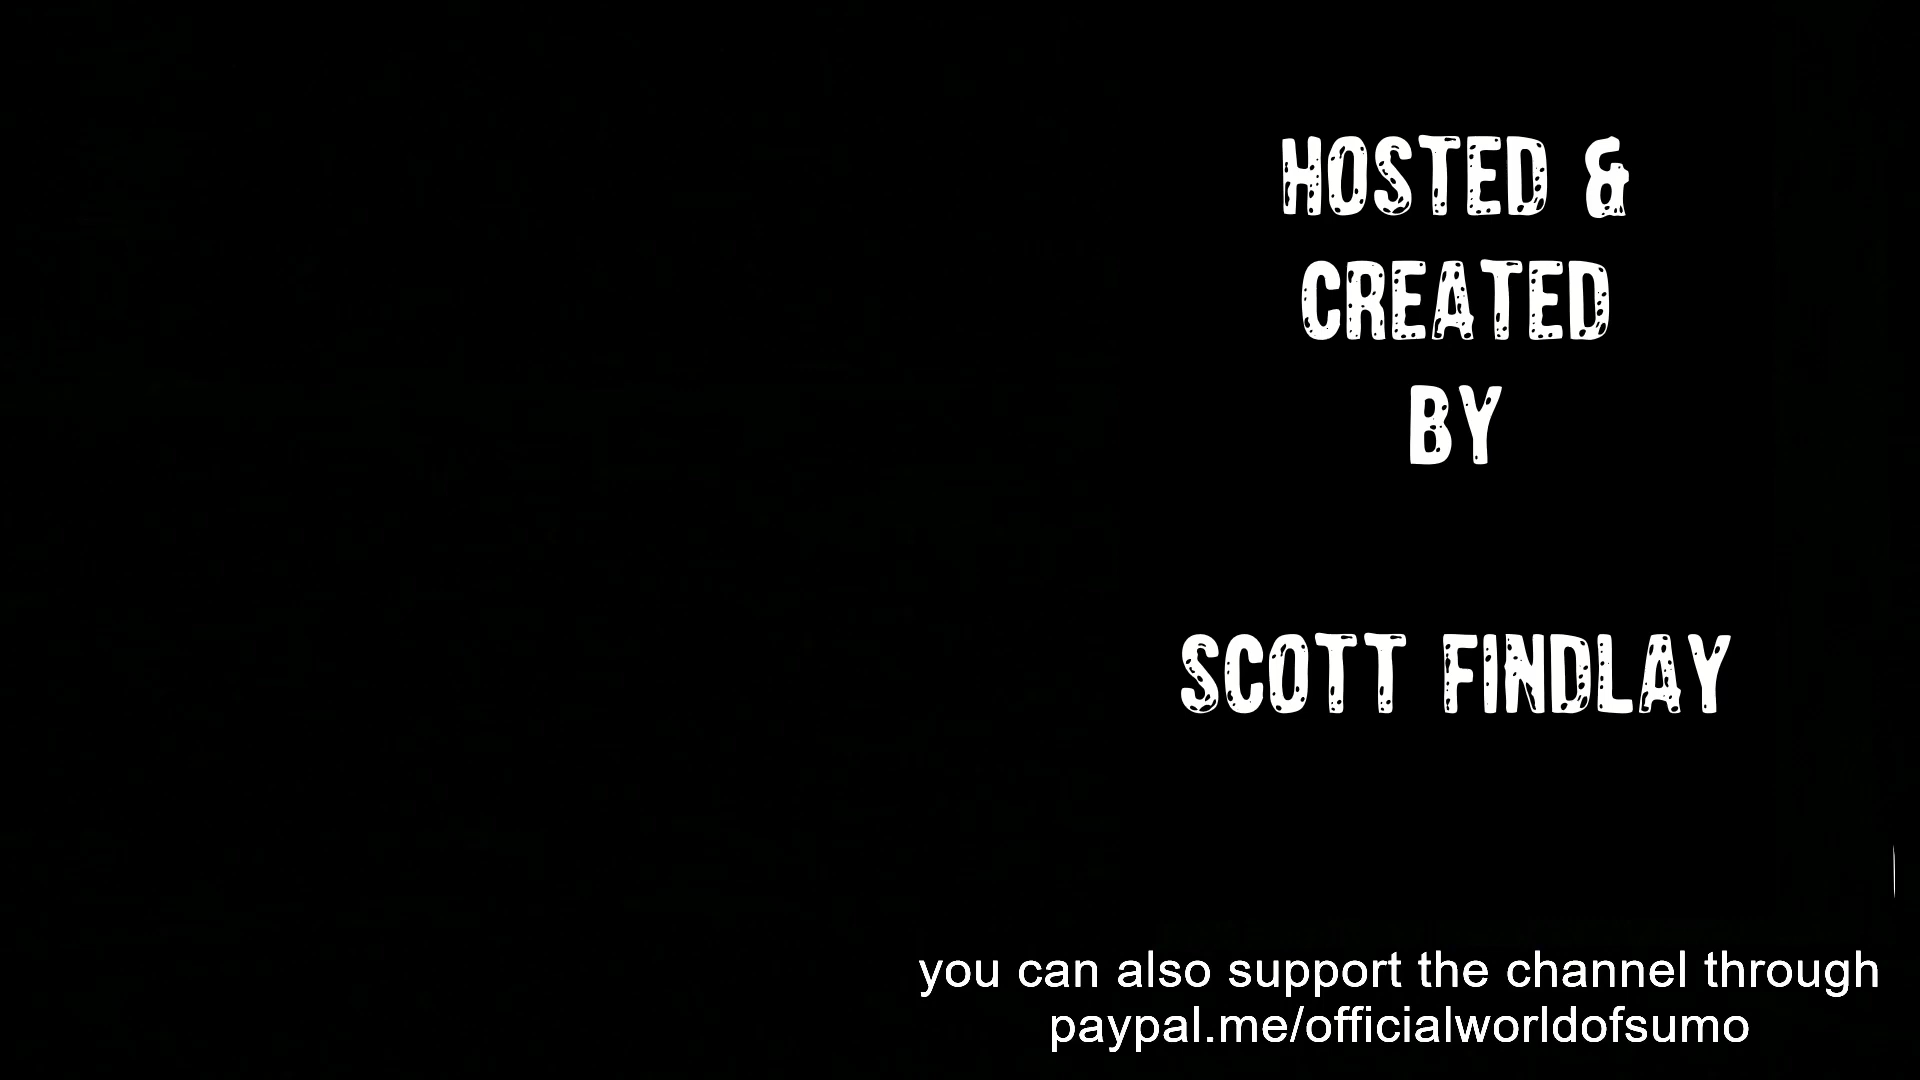 HOSTED &
CREATED
BY
SCOTT FINDLAY
you can also support the channel through
paypal.me/officialworldofsumo